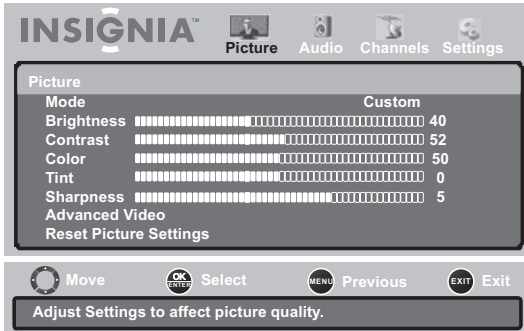 INSIGNIA™
Picture Audio Channels Settings
Picture
Mode Custom
Brightness 40
Contrast 52
Color 50
Tint 0
Sharpness 5
Advanced Video
Reset Picture Settings
Move OK ENTER Select MENU Previous EXIT Exit
Adjust Settings to affect picture quality.